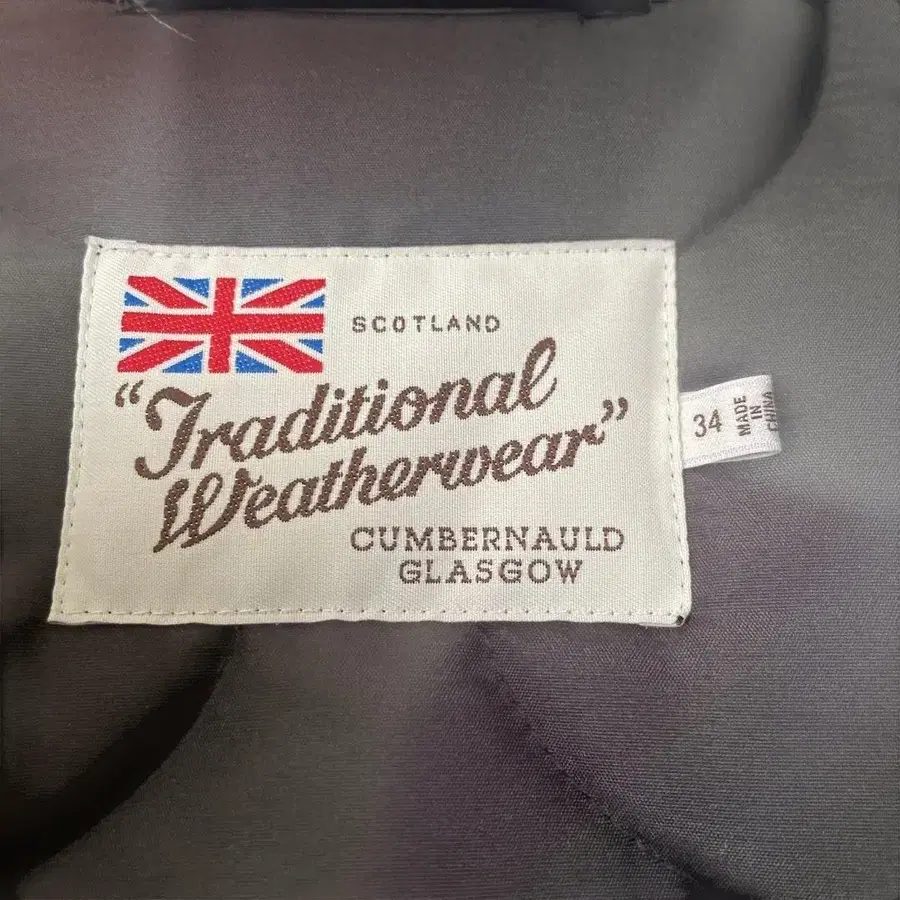 SCOTLAND
"Traditional
Weatherwear"
CUMBERNAULD
GLASGOW
34
MADE
IN
CHINA